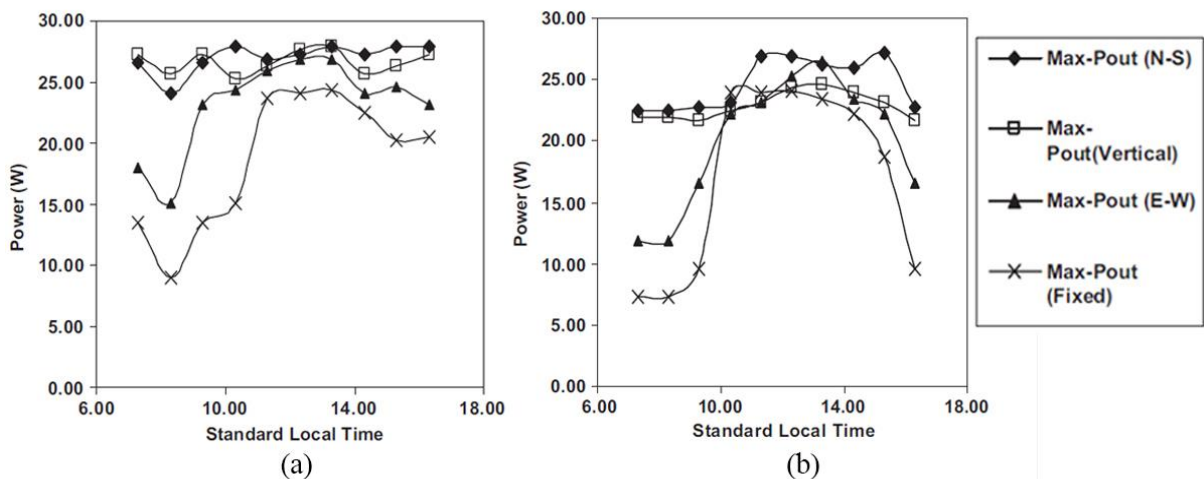 30.00
25.00
20.00
15.00
10.00
5.00
0.00
Power (W)
6.00 10.00 14.00 18.00
Standard Local Time
(a)
30.00
25.00
20.00
15.00
10.00
5.00
0.00
Power (W)
6.00 10.00 14.00 18.00
Standard Local Time
(b)
Max-Pout (N-S)
Max-
Pout(Vertical)
Max-Pout (E-W)
Max-Pout
(Fixed)